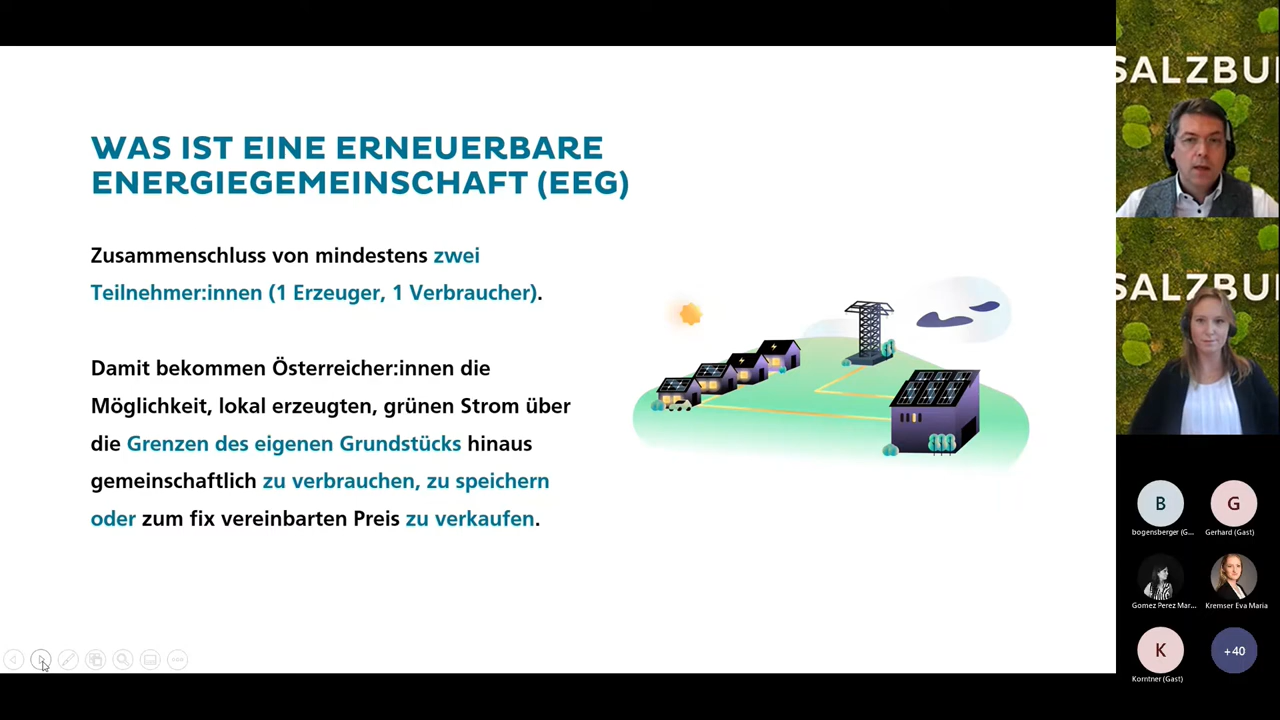 WAS IST EINE ERNEUERBARE
ENERGIEGEMEINSCHAFT (EEG)
Zusammenschluss von mindestens zwei
Teilnehmer:innen (1 Erzeuger, 1 Verbraucher).
Damit bekommen Österreicher:innen die
Möglichkeit, lokal erzeugten, grünen Strom über
die Grenzen des eigenen Grundstücks hinaus
gemeinschaftlich zu verbrauchen, zu speichern
oder zum fix vereinbarten Preis zu verkaufen.
SALZBU
SALZBU
B
G
bogensberger (G...
Gerhard (Gast)
Gomez Perez Mar...
Kremser Eva Maria
K
+40
Korntner (Gast)